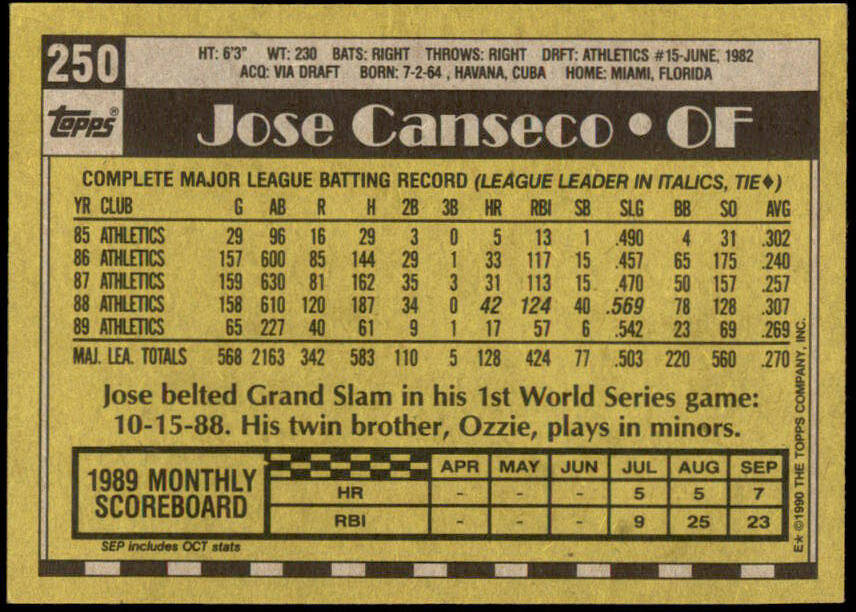 250
HT: 6'3" WT: 230 BATS: RIGHT THROWS: RIGHT DRFT: ATHLETICS #15-JUNE, 1982
ACQ: VIA DRAFT BORN: 7-2-64 , HAVANA, CUBA HOME: MIAMI, FLORIDA
topps®
Jose Canseco • OF
COMPLETE MAJOR LEAGUE BATTING RECORD (LEAGUE LEADER IN ITALICS, TIE♦)
YR CLUB G AB R H 2B 3B HR RBI SB SLG BB SO AVG
85 ATHLETICS 29 96 16 29 3 0 5 13 1 .490 4 31 .302
86 ATHLETICS 157 600 85 144 29 1 33 117 15 .457 65 175 .240
87 ATHLETICS 159 630 81 162 35 3 31 113 15 .470 50 157 .257
88 ATHLETICS 158 610 120 187 34 0 42 124 40 .569 78 128 .307
89 ATHLETICS 65 227 40 61 9 1 17 57 6 .542 23 69 .269
MAJ. LEA. TOTALS 568 2163 342 583 110 5 128 424 77 .503 220 560 .270
Jose belted Grand Slam in his 1st World Series game:
10-15-88. His twin brother, Ozzie, plays in minors.
1989 MONTHLY
SCOREBOARD
APR MAY JUN JUL AUG SEP
HR - - - 5 5 7
RBI - - - 9 25 23
SEP includes OCT stats
E★ ©1990 THE TOPPS COMPANY, INC.